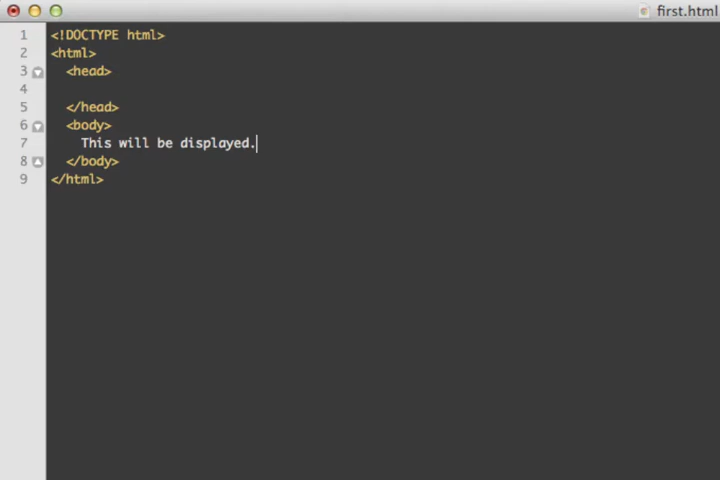 first.html
1 <!DOCTYPE html>
2 <html>
3 <head>
4
5 </head>
6 <body>
7 This will be displayed.
8 </body>
9 </html>